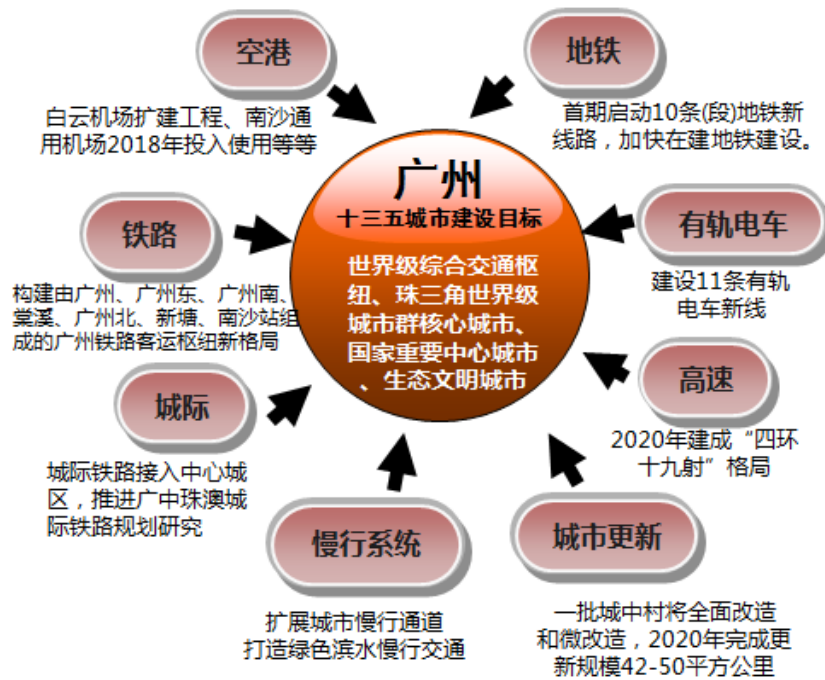 空港
白云机场扩建工程、南沙通
用机场2018年投入使用等等
地铁
首期启动10条(段)地铁新
线路，加快在建地铁建设。
广州
十三五城市建设目标
世界级综合交通枢
纽、珠三角世界级
城市群核心城市、
国家重要中心城市
、生态文明城市
铁路
构建由广州、广州东、广州南、
棠溪、广州北、新塘、南沙站组
成的广州铁路客运枢纽新格局
有轨电车
建设11条有轨
电车新线
城际
城际铁路接入中心城
区，推进广中珠澳城
际铁路规划研究
高速
2020年建成“四环
十九射”格局
慢行系统
扩展城市慢行通道
打造绿色滨水慢行交通
城市更新
一批城中村将全面改造
和微改造，2020年完成更
新规模42-50平方公里